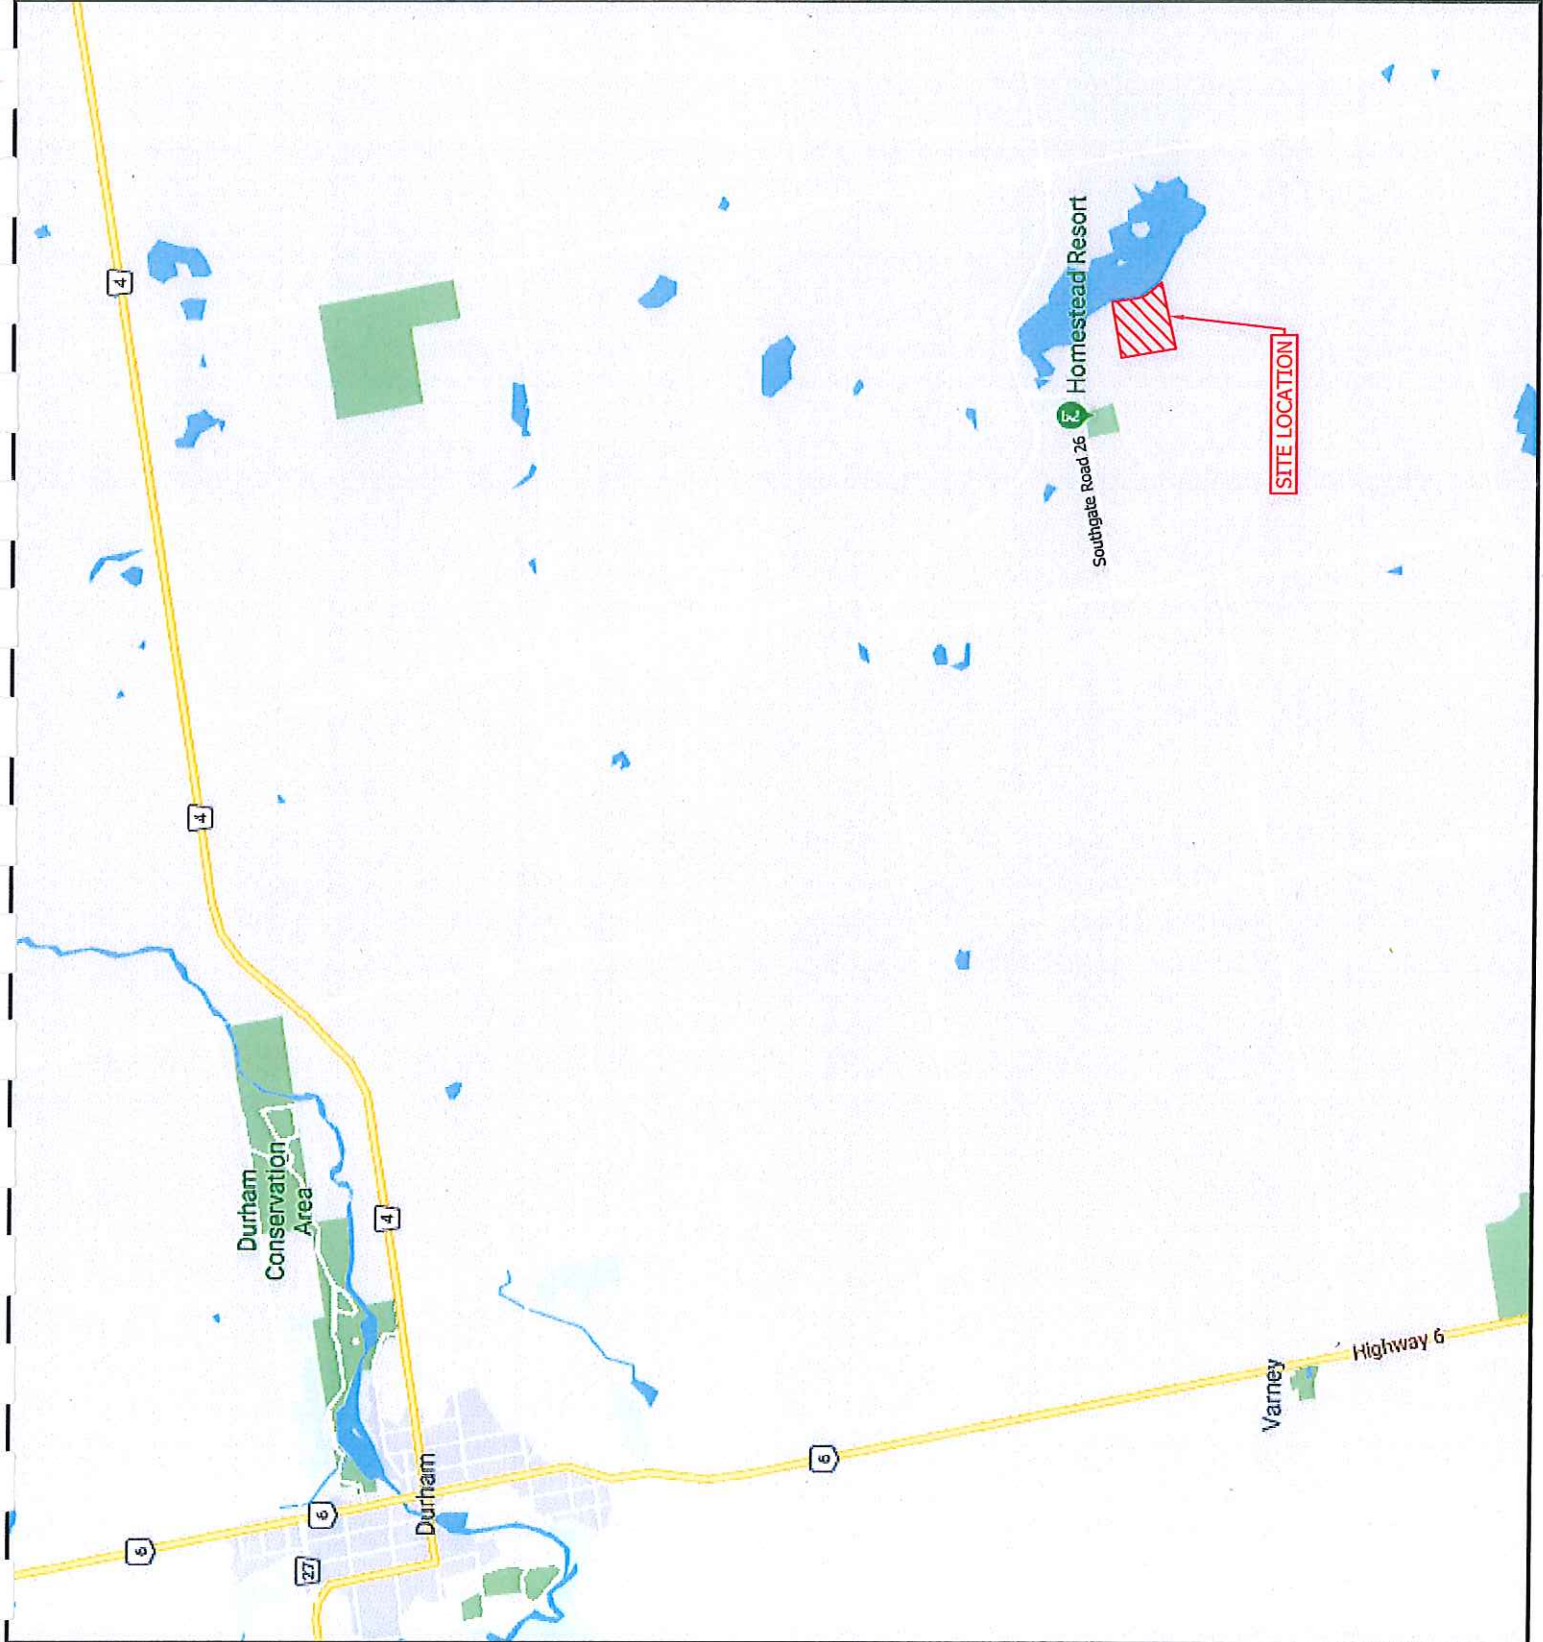 4
4
Homestead Resort
Southgate Road 26
SITE LOCATION
Durham
Conservation
Area
4
Highway 6
Varney
6
Durham
6
27
6